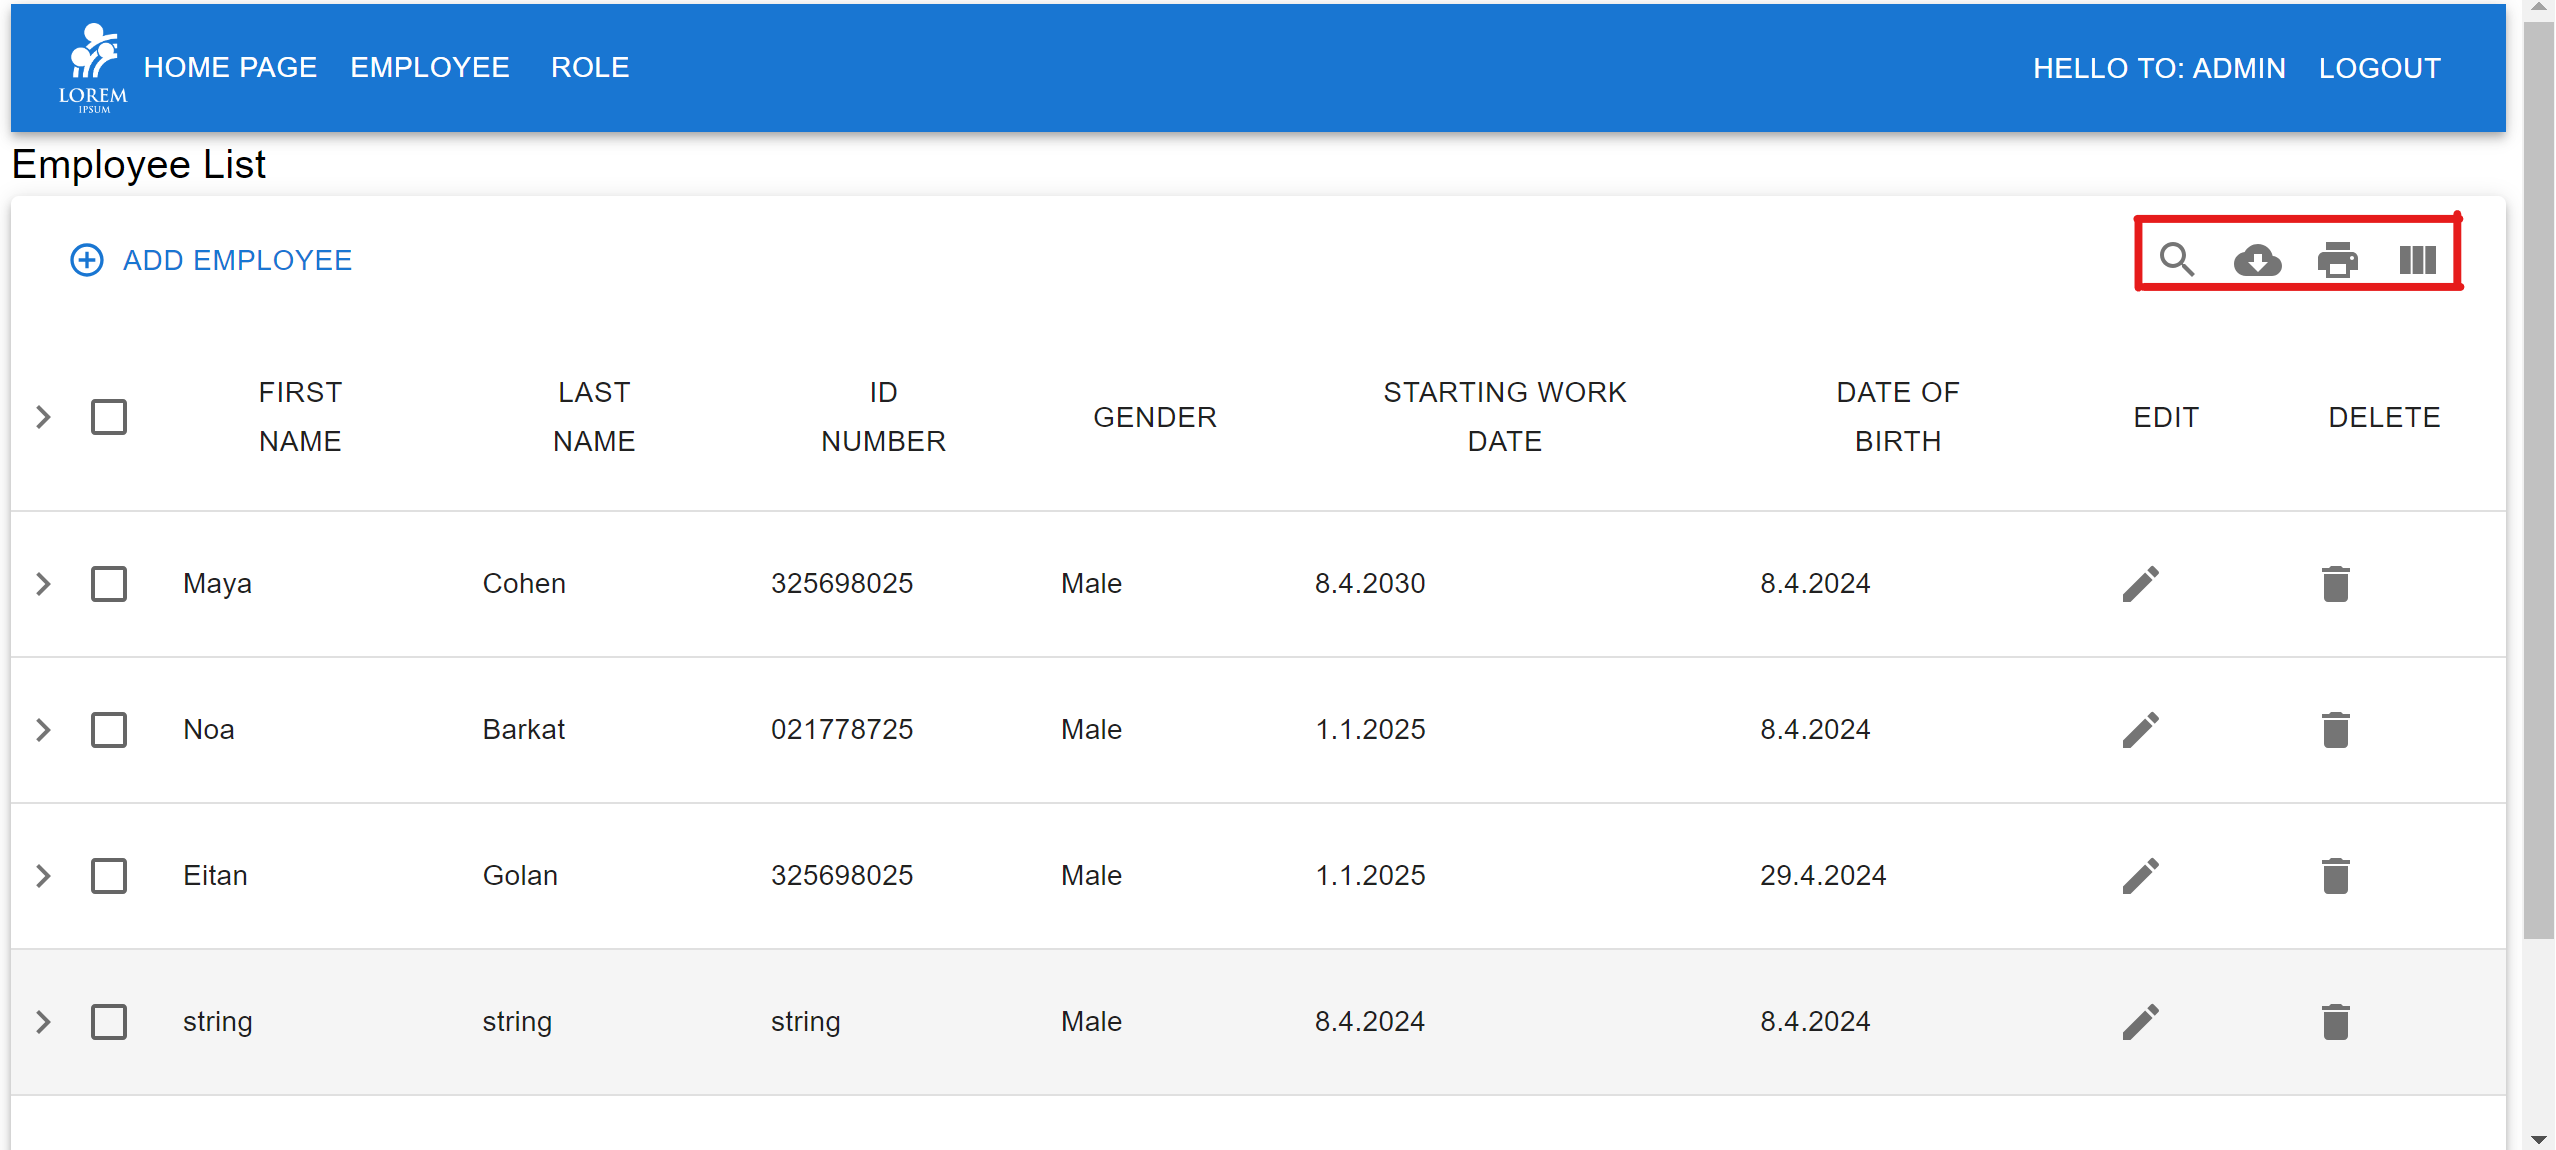 LOREM
IPSUM
HOME PAGE EMPLOYEE ROLE HELLO TO: ADMIN LOGOUT
Employee List
ADD EMPLOYEE
FIRST NAME LAST NAME ID NUMBER GENDER STARTING WORK DATE DATE OF BIRTH EDIT DELETE
Maya Cohen 325698025 Male 8.4.2030 8.4.2024
Noa Barkat 021778725 Male 1.1.2025 8.4.2024
Eitan Golan 325698025 Male 1.1.2025 29.4.2024
string string string Male 8.4.2024 8.4.2024